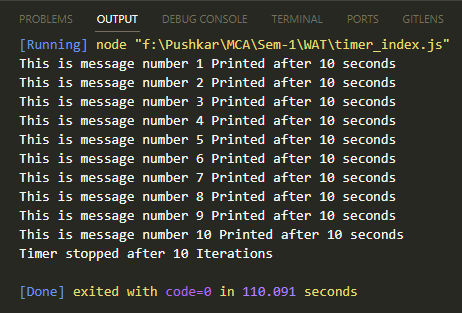 PROBLEMS OUTPUT DEBUG CONSOLE TERMINAL PORTS GITLENS
[Running] node "f:\Pushkar\MCA\Sem-1\WAT\timer_index.js"
This is message number 1 Printed after 10 seconds
This is message number 2 Printed after 10 seconds
This is message number 3 Printed after 10 seconds
This is message number 4 Printed after 10 seconds
This is message number 5 Printed after 10 seconds
This is message number 6 Printed after 10 seconds
This is message number 7 Printed after 10 seconds
This is message number 8 Printed after 10 seconds
This is message number 9 Printed after 10 seconds
This is message number 10 Printed after 10 seconds
Timer stopped after 10 Iterations
[Done] exited with code=0 in 110.091 seconds